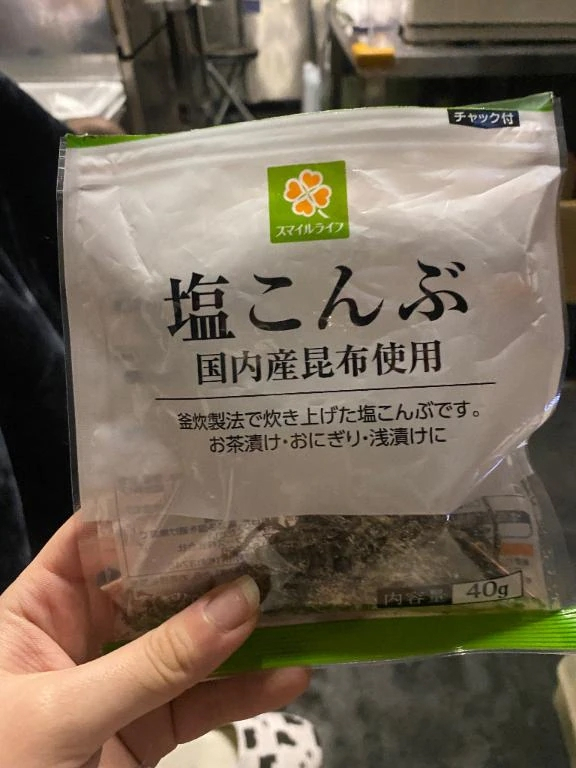 チャック付
スマイルライフ
塩こんぶ
国内産昆布使用
釜炊製法で炊き上げた塩こんぶです。
お茶漬け・おにぎり・浅漬けに
内容量 40g